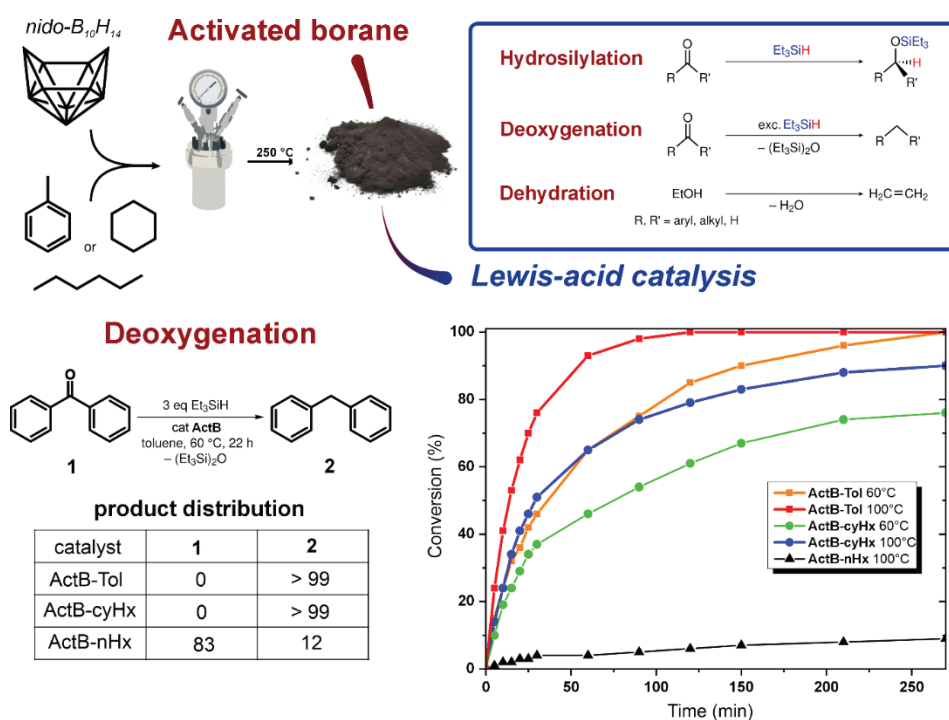 nido-B₁₀H₁₄
Activated borane
250 °C
or
Hydrosilylation
O
R R'
Et₃SiH
OSiEt₃
H
R R'
Deoxygenation
O
R R'
exc. Et₃SiH
– (Et₃Si)₂O
R R'
Dehydration
EtOH
– H₂O
H₂C=CH₂
R, R' = aryl, alkyl, H
Lewis-acid catalysis
Deoxygenation
O
1
3 eq Et₃SiH
cat ActB
toluene, 60 °C, 22 h
– (Et₃Si)₂O
2
product distribution
catalyst 1 2
ActB-Tol 0 > 99
ActB-cyHx 0 > 99
ActB-nHx 83 12
Conversion (%)
100
80
60
40
20
0
ActB-Tol 60°C
ActB-Tol 100°C
ActB-cyHx 60°C
ActB-cyHx 100°C
ActB-nHx 100°C
0 50 100 150 200 250
Time (min)